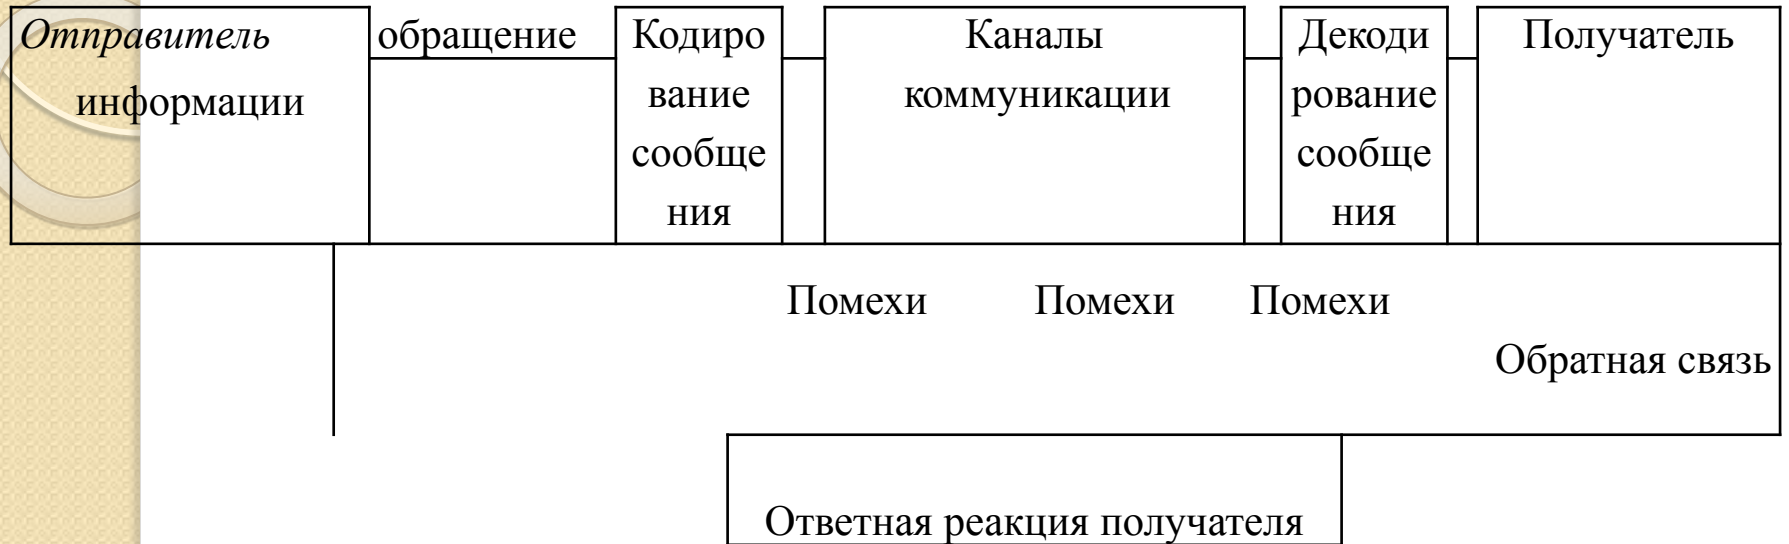 Отправитель
информации
обращение
Кодиро
вание
сообще
ния
Каналы
коммуникации
Декоди
рование
сообще
ния
Получатель
Помехи Помехи Помехи
Обратная связь
Ответная реакция получателя